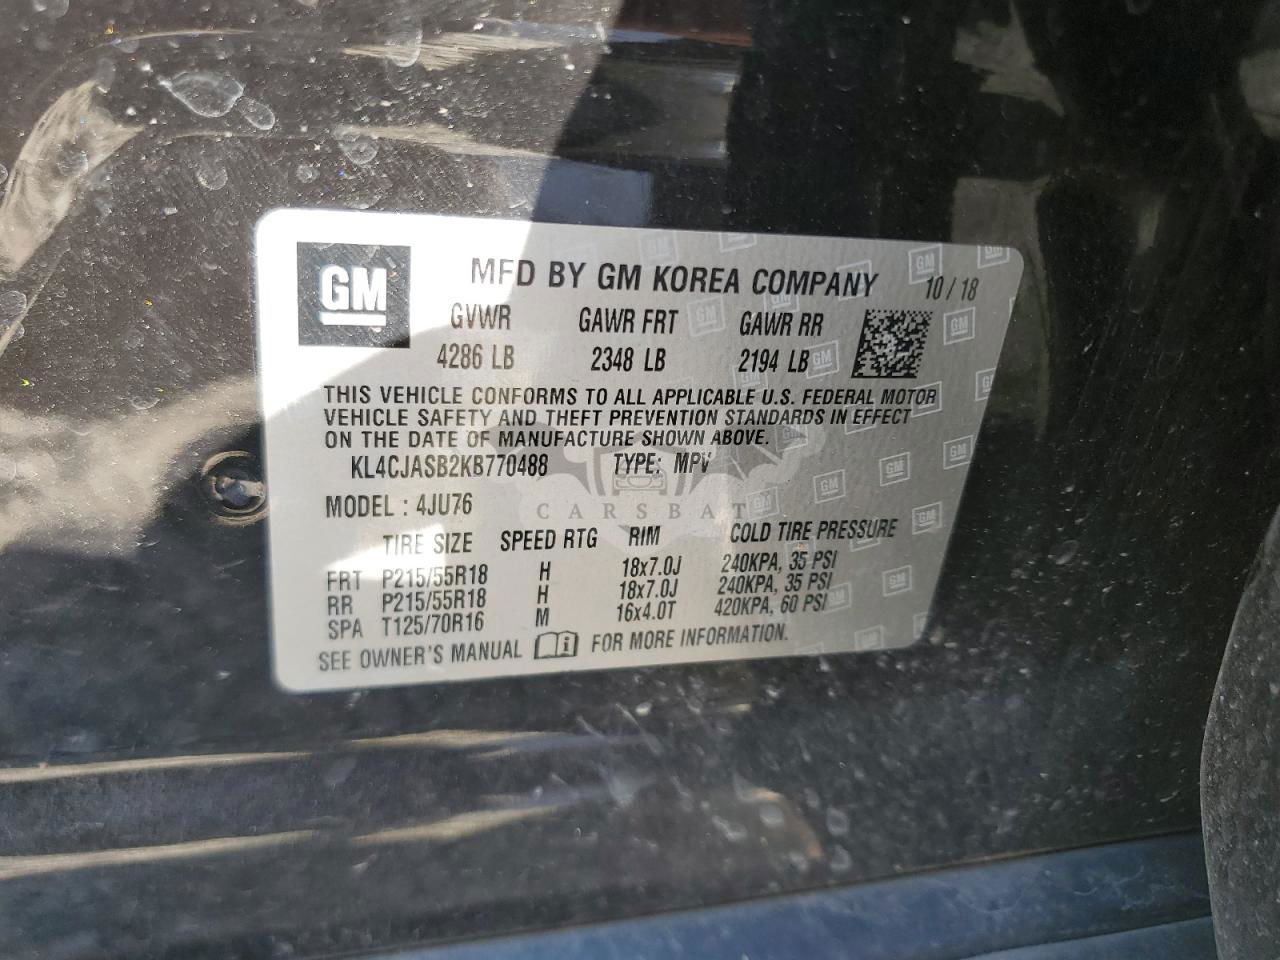 GM MFD BY GM KOREA COMPANY 10 / 18
GVWR GAWR FRT GAWR RR
4286 LB 2348 LB 2194 LB
THIS VEHICLE CONFORMS TO ALL APPLICABLE U.S. FEDERAL MOTOR
VEHICLE SAFETY AND THEFT PREVENTION STANDARDS IN EFFECT
ON THE DATE OF MANUFACTURE SHOWN ABOVE.
KL4CJASB2KB770488 TYPE: MPV
MODEL : 4JU76
CARSBAT
TIRE SIZE SPEED RTG RIM COLD TIRE PRESSURE
FRT P215/55R18 H 18x7.0J 240KPA, 35 PSI
RR P215/55R18 H 18x7.0J 240KPA, 35 PSI
SPA T125/70R16 M 16x4.0T 420KPA, 60 PSI
SEE OWNER'S MANUAL FOR MORE INFORMATION.